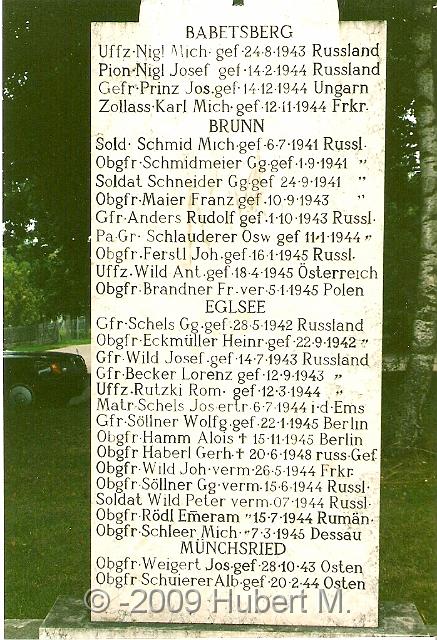 BABETSBERG
Uffz·Nigl Mich· gef·24·8·1943 Russland
Pion·Nigl Josef gef·14·2·1944 Russland
Gefr·Prinz Jos.gef·14·12·1944 Ungarn
Zollass·Karl Mich·gef·12·11·1944 Frkr.
BRUNN
Sold· Schmid Mich.gef·6·7·1941 Russl·
Obgfr·Schmidmeier Gg·gef·1·9·1941 "
Soldat Schneider Gg·gef 24·9·1941 "
Obgfr·Maier Franz gef·10·9·1943 "
Gfr·Anders Rudolf gef·1·10·1943 Russl·
Pa·Gr· Schlauderer Osw gef 11·1·1944 "
Obgfr·Ferstl Joh·gef·16·1·1945 Russl·
Uffz·Wild Ant·gef·18·4·1945 Österreich
Obgfr·Brandner Fr·ver·5·1·1945 Polen
EGLSEE
Gfr·Schels Gg·gef·28·5·1942 Russland
Obgfr·Eckmüller Heinr·gef·22·9·1942 "
Gfr·Wild Josef·gef·14·7·1943 Russland
Gfr·Becker Lorenz gef·12·9·1943 "
Uffz·Rutzki Rom· gef·12·3·1944 "
Matr·Schels Jos·ertr·6·7·1944 i·d·Ems
Gfr·Söllner Wolfg·gef·22·1·1945 Berlin
Obgfr·Hamm Alois † 15·11·1945 Berlin
Obgfr Haberl Gerh·† 20·6·1948 russ·Gef·
Obgfr·Wild Joh·verm·26·5·1944 Frkr·
Obgfr·Söllner Gg·verm·15·6·1944 Russl·
Soldat Wild Peter verm·07·1944 Russl·
Obgfr·Rödl Emeram " 15·7·1944 Rumän·
Obgfr·Schleer Mich· " 7·3·1945 Dessau
MÜNCHSRIED
Obgfr·Weigert Jos·gef·28·10·43 Osten
Obgfr Schuierer Alb·gef·20·2·44 Osten
© -2009 Hubert M.